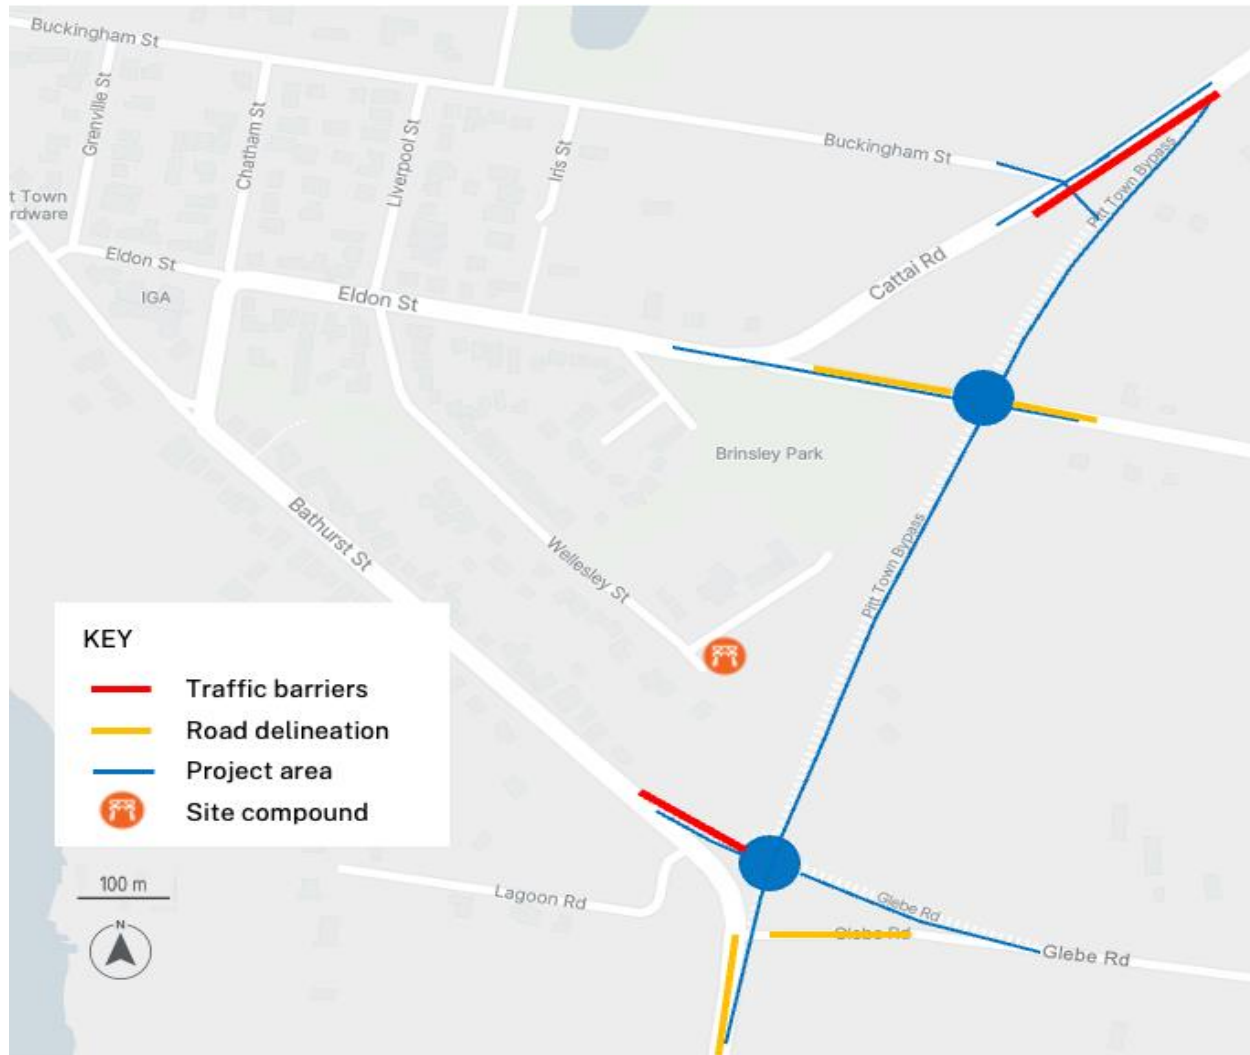 Buckingham St
Grenville St
Chatham St
Liverpool St
Iris St
Buckingham St
Pitt Town Bypass
t Town
rdware
Eldon St
IGA
Eldon St
Cattai Rd
Brinsley Park
Bathurst St
Wellesley St
Pitt Town Bypass
KEY
Traffic barriers
Road delineation
Project area
Site compound
100 m
N
Lagoon Rd
Glebe Rd
Glebe Rd
Glebe Rd